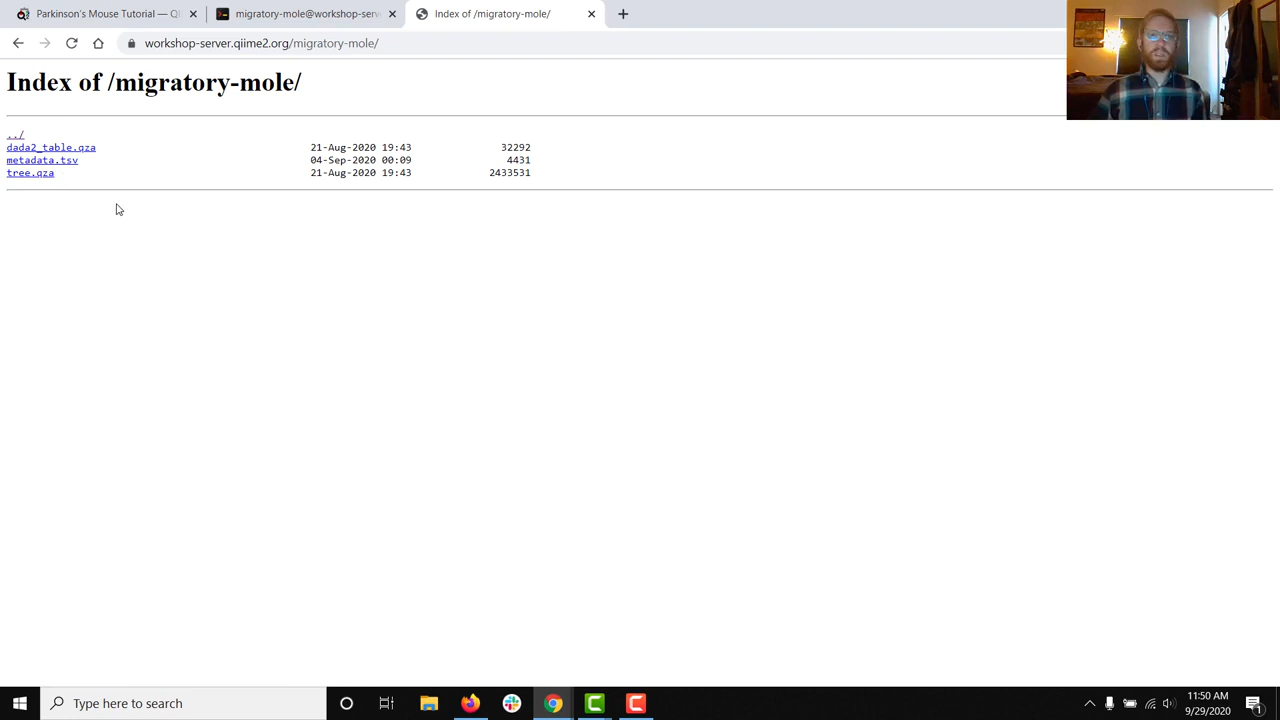 Parkinson's Mouse Tutorial — QI
migratory-mole@workshop-serv
Index of /migratory-mole/
workshop-server.qiime2.org/migratory-mole/
Index of /migratory-mole/
../
dada2_table.qza 21-Aug-2020 19:43 32292
metadata.tsv 04-Sep-2020 00:09 4431
tree.qza 21-Aug-2020 19:43 2433531
Type here to search
11:50 AM
9/29/2020
1